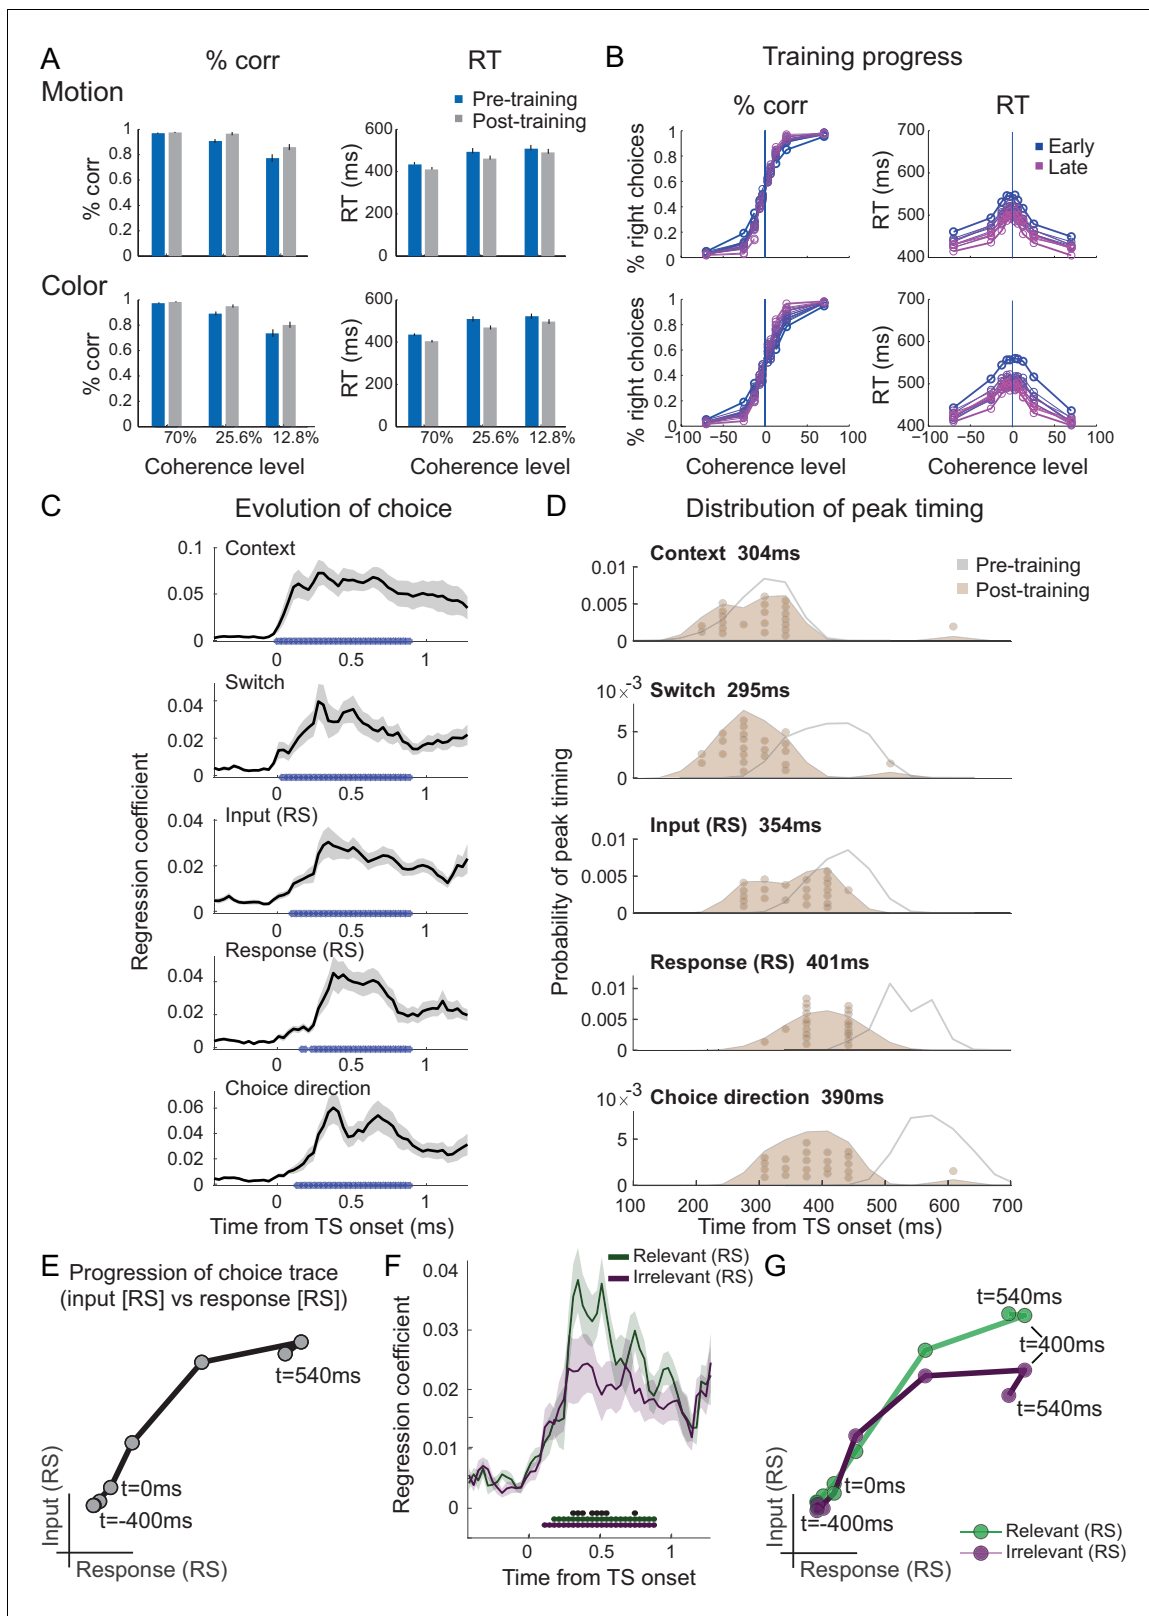 A
% corr
RT
Motion
Pre-training
Post-training
% corr
1
0.8
0.6
0.4
0.2
0
RT (ms)
600
400
200
0
Color
% corr
1
0.8
0.6
0.4
0.2
0
70% 25.6% 12.8%
Coherence level
RT (ms)
600
400
200
0
70% 25.6% 12.8%
Coherence level
B
Training progress
% corr
RT
% right choices
1
0.8
0.6
0.4
0.2
0
RT (ms)
700
600
500
400
Early
Late
% right choices
1
0.8
0.6
0.4
0.2
0
−100 −50 0 50 100
Coherence level
RT (ms)
700
600
500
400
−100 −50 0 50 100
Coherence level
C
Evolution of choice
Regression coefficient
Context
0.1
0.05
0
0 0.5 1
Switch
0.04
0.02
0
0 0.5 1
Input (RS)
0.04
0.02
0
0 0.5 1
Response (RS)
0.04
0.02
0
0 0.5 1
Choice direction
0.06
0.04
0.02
0
0 0.5 1
Time from TS onset (ms)
D
Distribution of peak timing
Probability of peak timing
Pre-training
Post-training
Context 304ms
0.01
0.005
0
Switch 295ms
10×-3
5
0
Input (RS) 354ms
0.01
0.005
0
Response (RS) 401ms
0.01
0.005
0
Choice direction 390ms
10×-3
5
0
100 200 300 400 500 600 700
Time from TS onset (ms)
E
Progression of choice trace
(input [RS] vs response [RS])
t=540ms
t=0ms
t=-400ms
Input (RS)
Response (RS)
F
Relevant (RS)
Irrelevant (RS)
Regression coefficient
0.04
0.03
0.02
0.01
0
0 0.5 1
Time from TS onset
G
t=540ms
t=400ms
t=540ms
t=0ms
t=-400ms
Input (RS)
Response (RS)
Relevant (RS)
Irrelevant (RS)